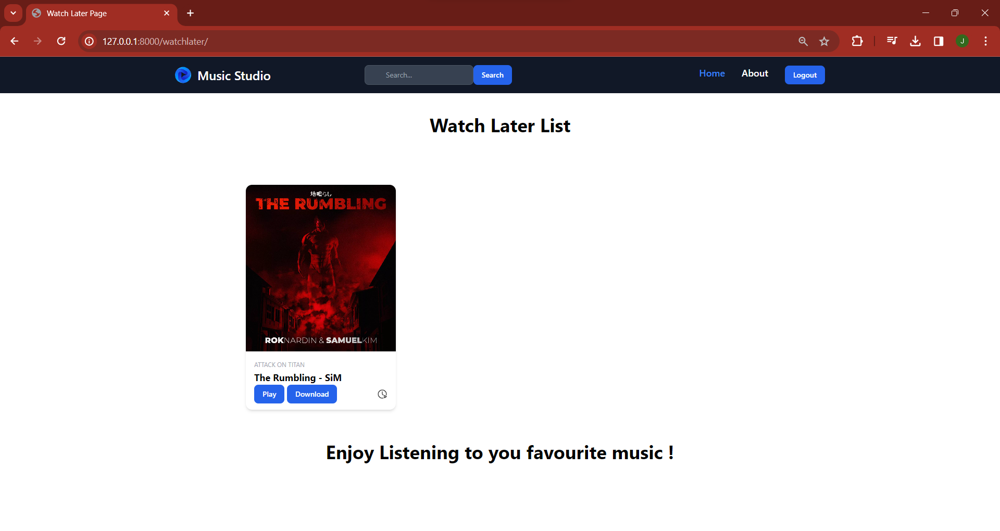 Watch Later Page
127.0.0.1:8000/watchlater/
J
Music Studio
Search...
Search
Home
About
Logout
Watch Later List
地鳴らし
THE RUMBLING
ROKNARDIN & SAMUELKIM
ATTACK ON TITAN
The Rumbling - SiM
Play
Download
Enjoy Listening to you favourite music !